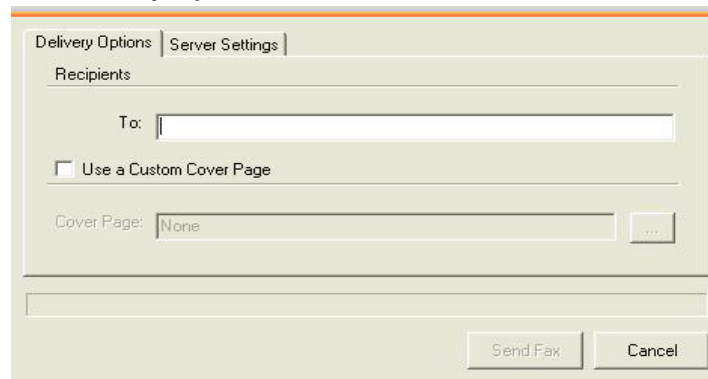 Delivery Options Server Settings
Recipients
To:
Use a Custom Cover Page
Cover Page: None ...
Send Fax Cancel